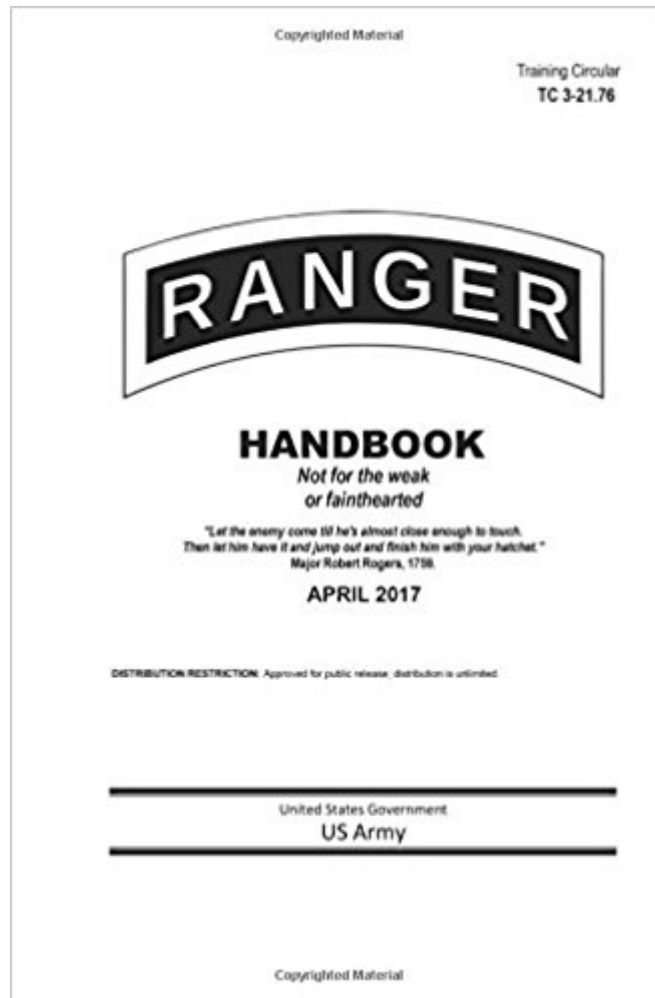 Copyrighted Material
Training Circular
TC 3-21.76
RANGER
HANDBOOK
Not for the weak
or fainthearted
"Let the enemy come till he's almost close enough to touch.
Then let him have it and jump out and finish him with your hatchet."
Major Robert Rogers, 1759.
APRIL 2017
DISTRIBUTION RESTRICTION: Approved for public release; distribution is unlimited.
United States Government
US Army
Copyrighted Material